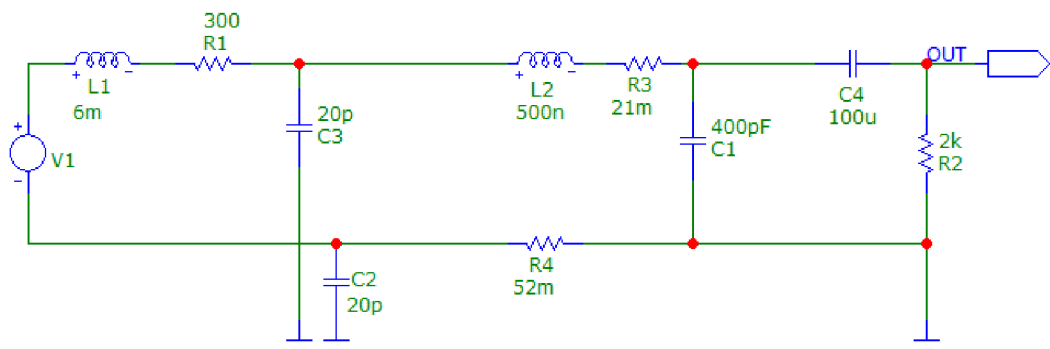 300
R1
L1
6m
+
-
+
-
V1
20p
C3
+
-
L2
500n
R3
21m
OUT
C4
100u
400pF
C1
2k
R2
R4
52m
C2
20p